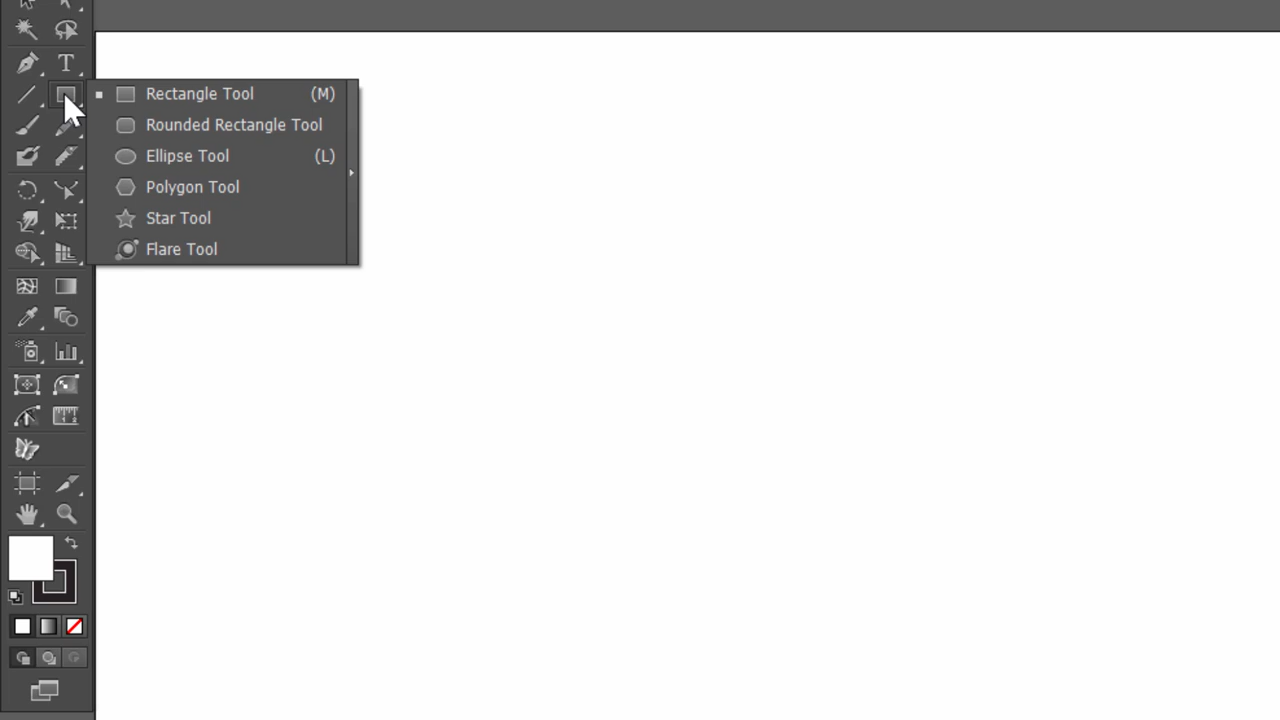 Rectangle Tool (M)
Rounded Rectangle Tool
Ellipse Tool (L)
Polygon Tool
Star Tool
Flare Tool